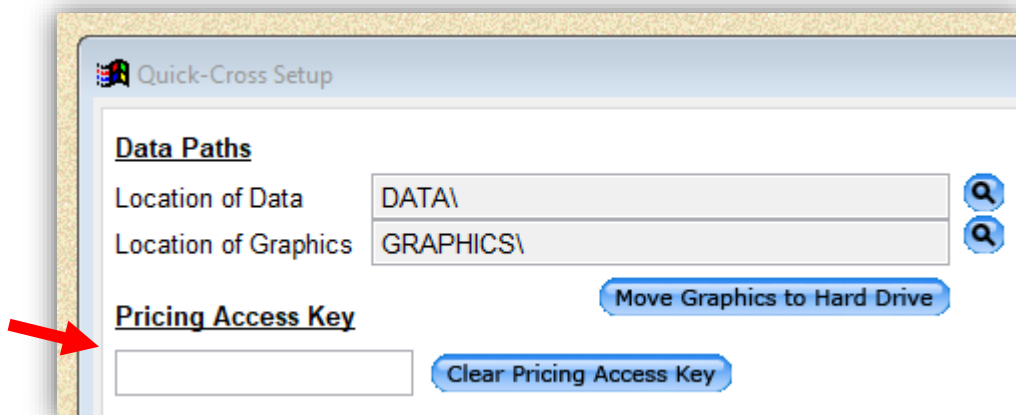 Quick-Cross Setup
Data Paths
Location of Data DATA\
Location of Graphics GRAPHICS\
Move Graphics to Hard Drive
Pricing Access Key
Clear Pricing Access Key